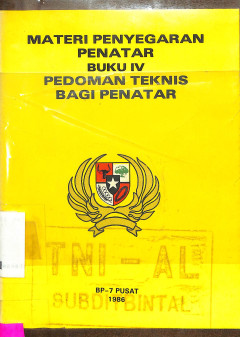 MATERI PENYEGARAN
PENATAR
BUKU IV
PEDOMAN TEKNIS
BAGI PENATAR
TNI - AL
SUBDITBINTAL
BP-7 PUSAT
1986